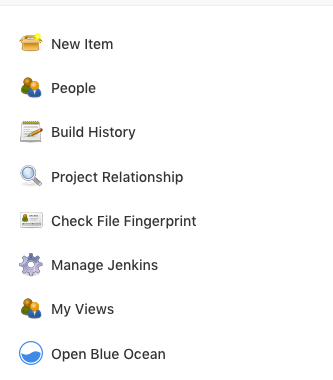 New Item
People
Build History
Project Relationship
Check File Fingerprint
Manage Jenkins
My Views
Open Blue Ocean